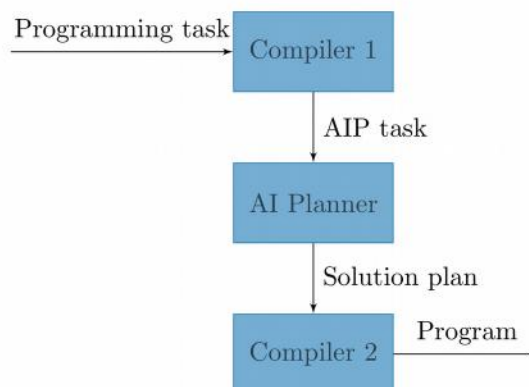 Programming task
Compiler 1
AIP task
AI Planner
Solution plan
Compiler 2
Program